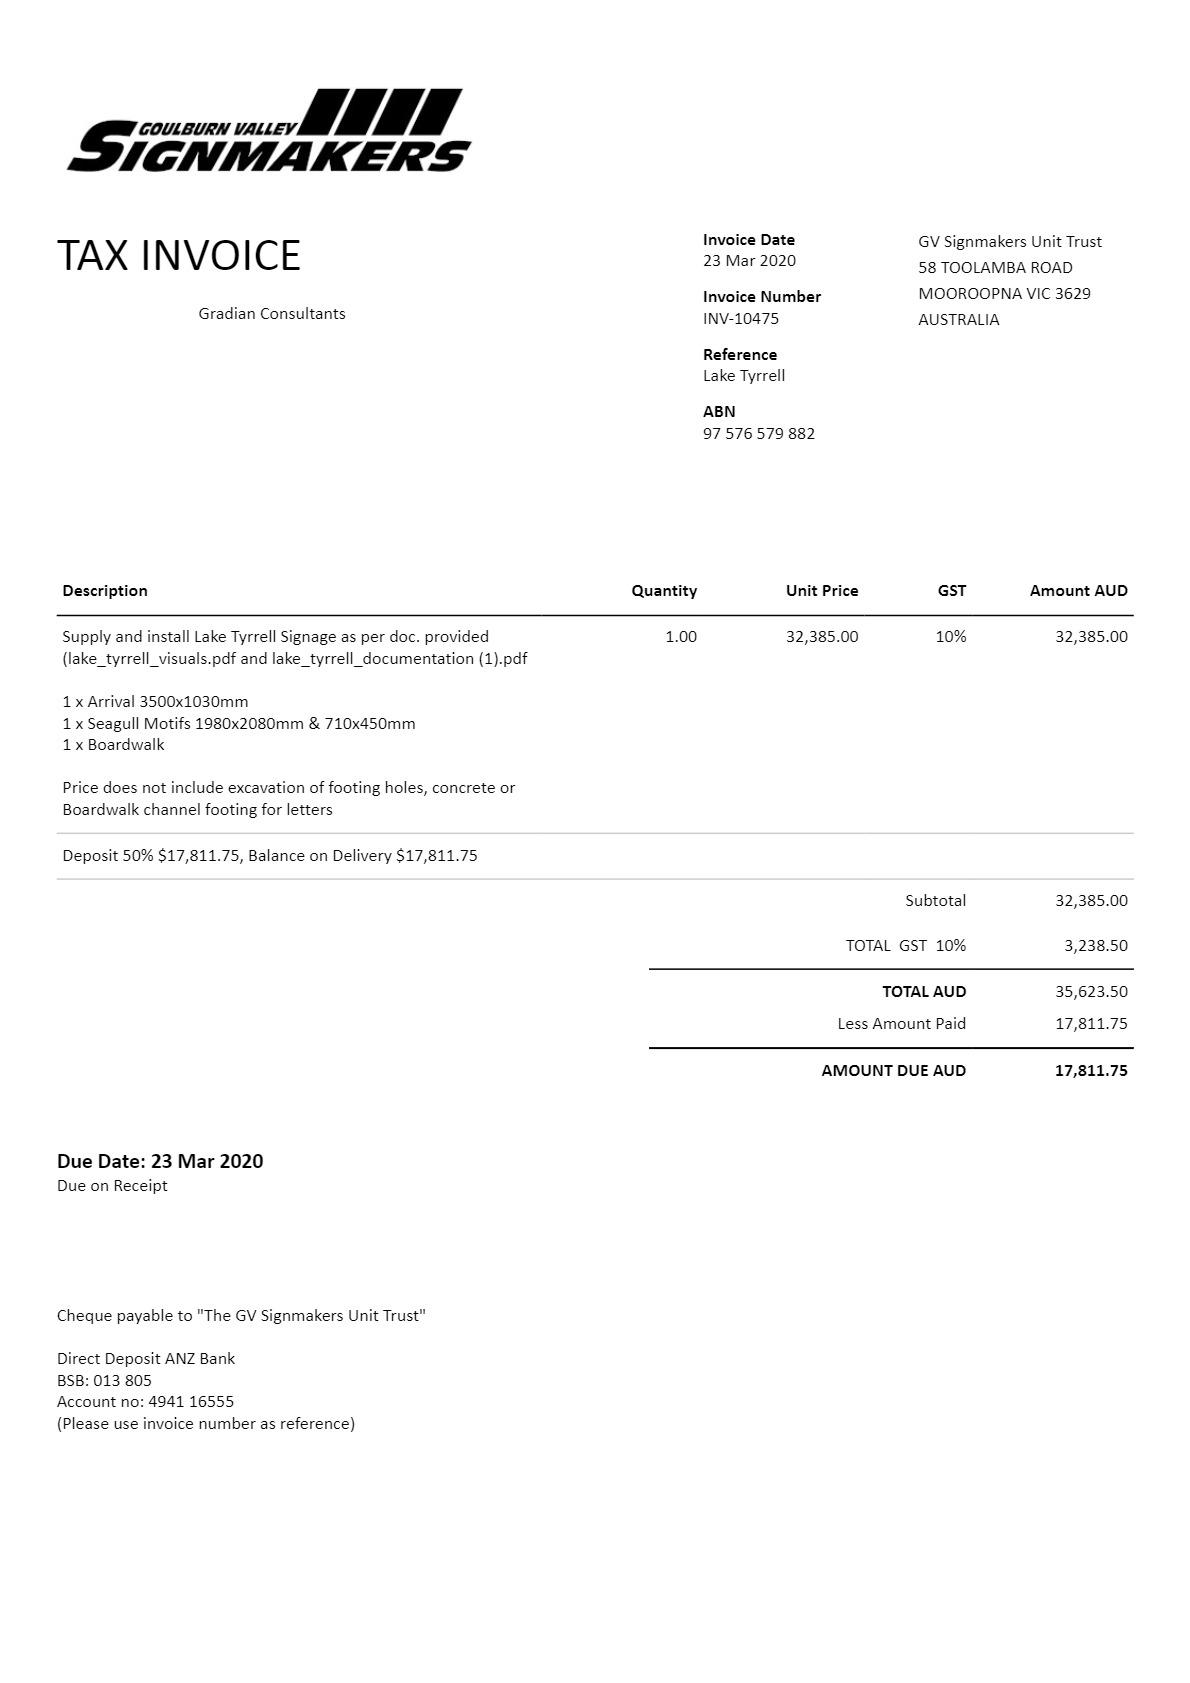 GOULBURN VALLEY
SIGNMAKERS
TAX INVOICE
Gradian Consultants
Invoice Date
23 Mar 2020
Invoice Number
INV-10475
Reference
Lake Tyrrell
ABN
97 576 579 882
GV Signmakers Unit Trust
58 TOOLAMBA ROAD
MOOROOPNA VIC 3629
AUSTRALIA
Description Quantity Unit Price GST Amount AUD
Supply and install Lake Tyrrell Signage as per doc. provided 1.00 32,385.00 10% 32,385.00
(lake_tyrrell_visuals.pdf and lake_tyrrell_documentation (1).pdf
1 x Arrival 3500x1030mm
1 x Seagull Motifs 1980x2080mm & 710x450mm
1 x Boardwalk
Price does not include excavation of footing holes, concrete or
Boardwalk channel footing for letters
Deposit 50% $17,811.75, Balance on Delivery $17,811.75
Subtotal 32,385.00
TOTAL GST 10% 3,238.50
TOTAL AUD 35,623.50
Less Amount Paid 17,811.75
AMOUNT DUE AUD 17,811.75
Due Date: 23 Mar 2020
Due on Receipt
Cheque payable to "The GV Signmakers Unit Trust"
Direct Deposit ANZ Bank
BSB: 013 805
Account no: 4941 16555
(Please use invoice number as reference)